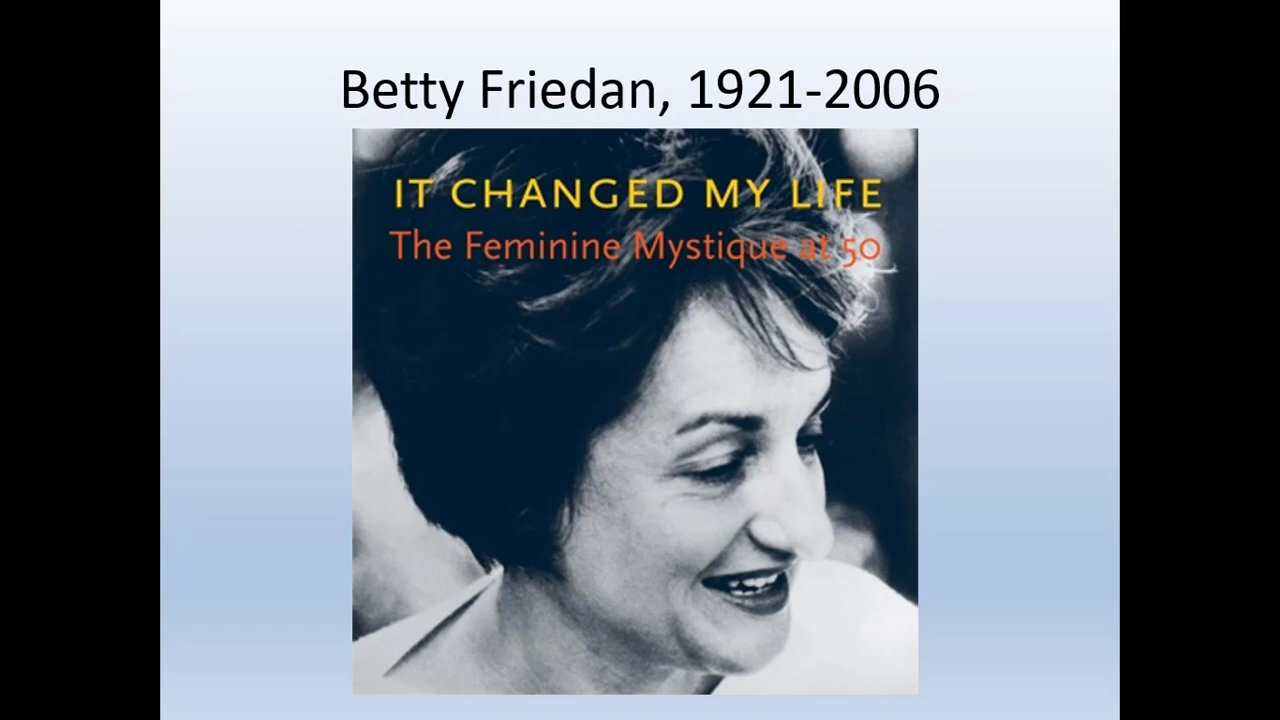 Betty Friedan, 1921-2006
IT CHANGED MY LIFE
The Feminine Mystique at 50